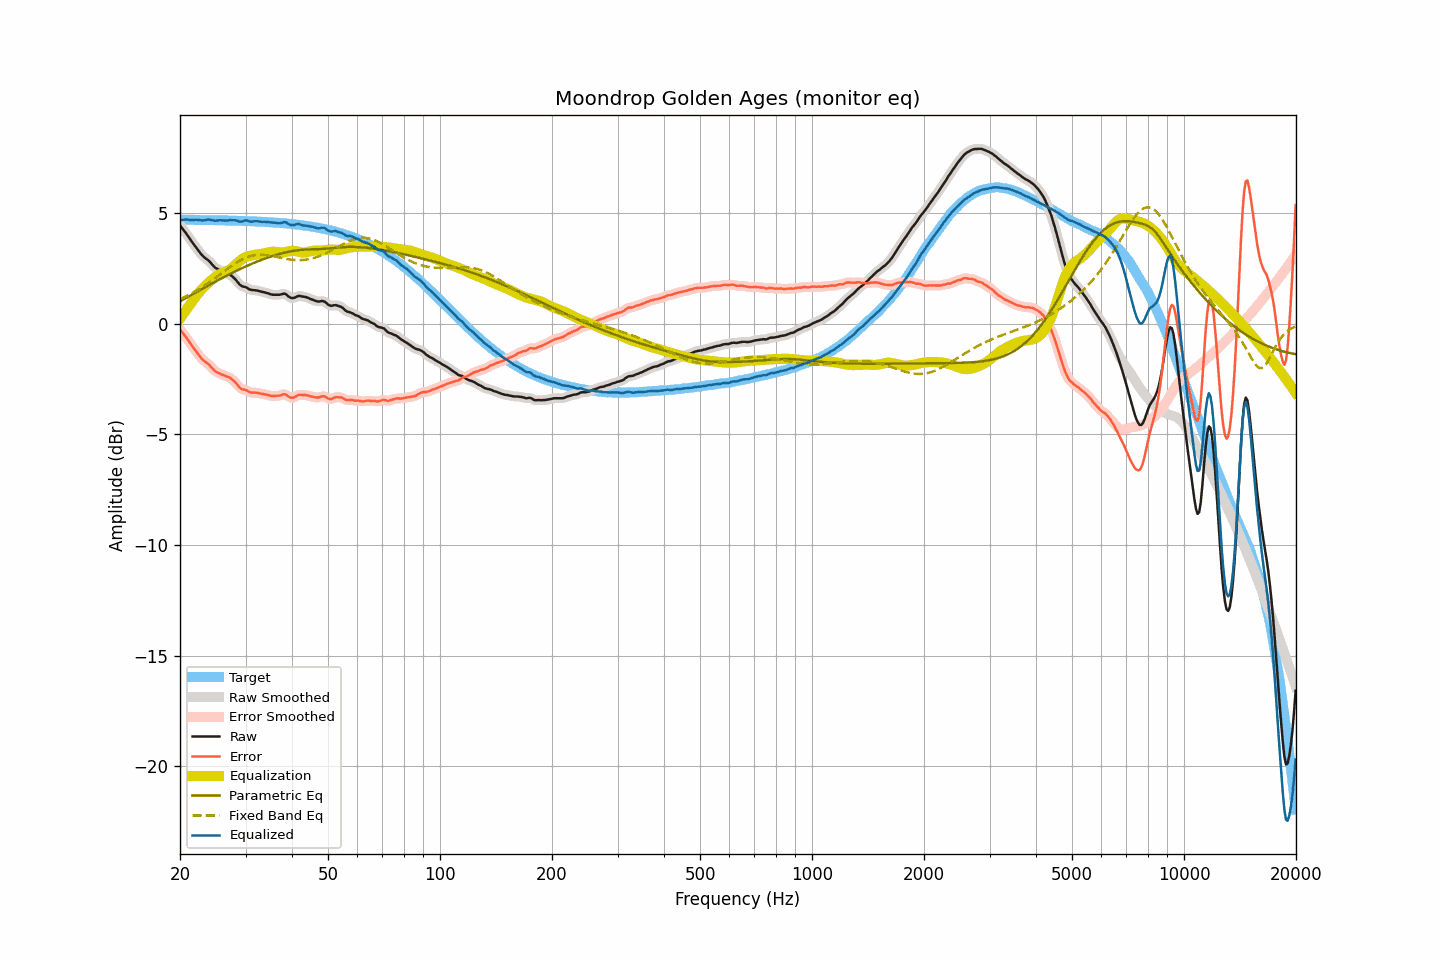 Moondrop Golden Ages (monitor eq)
5
0
−5
−10
−15
−20
Amplitude (dBr)
Target
Raw Smoothed
Error Smoothed
Raw
Error
Equalization
Parametric Eq
Fixed Band Eq
Equalized
20 50 100 200 500 1000 2000 5000 10000 20000
Frequency (Hz)